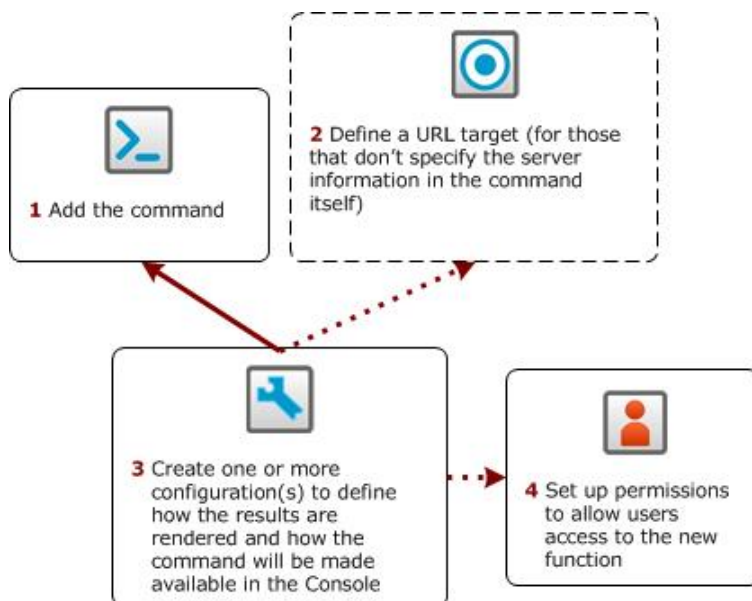 1 Add the command
2 Define a URL target (for those
that don't specify the server
information in the command
itself)
3 Create one or more
configuration(s) to define
how the results are
rendered and how the
command will be made
available in the Console
4 Set up permissions
to allow users
access to the new
function